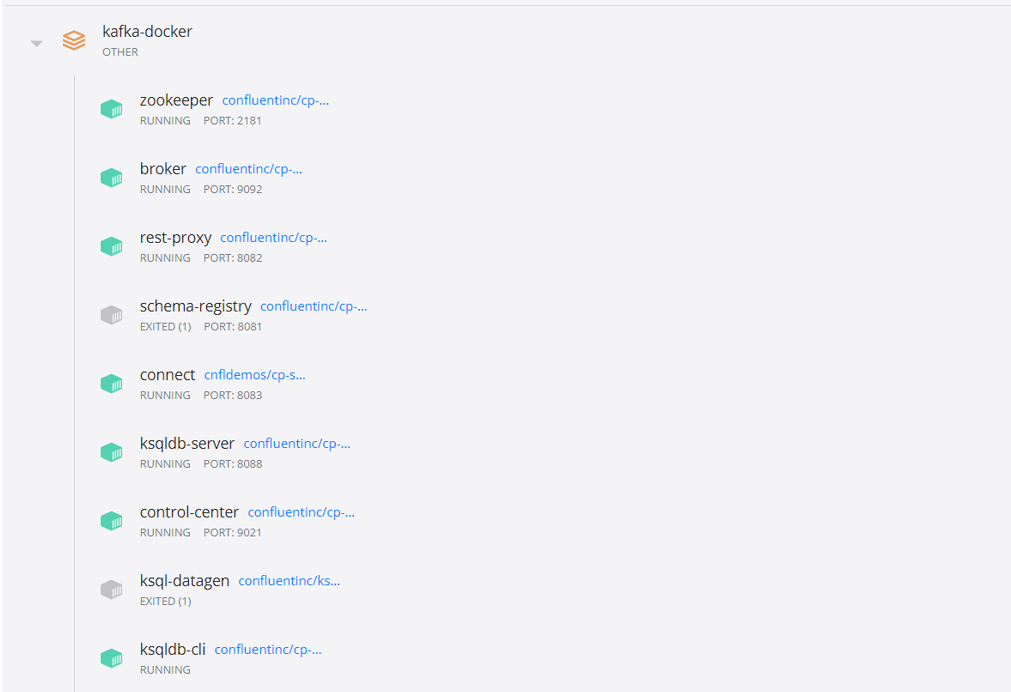 kafka-docker
OTHER
zookeeper confluentinc/cp-...
RUNNING PORT: 2181
broker confluentinc/cp-...
RUNNING PORT: 9092
rest-proxy confluentinc/cp-...
RUNNING PORT: 8082
schema-registry confluentinc/cp-...
EXITED (1) PORT: 8081
connect cnfldemos/cp-s...
RUNNING PORT: 8083
ksqldb-server confluentinc/cp-...
RUNNING PORT: 8088
control-center confluentinc/cp-...
RUNNING PORT: 9021
ksql-datagen confluentinc/ks...
EXITED (1)
ksqldb-cli confluentinc/cp-...
RUNNING